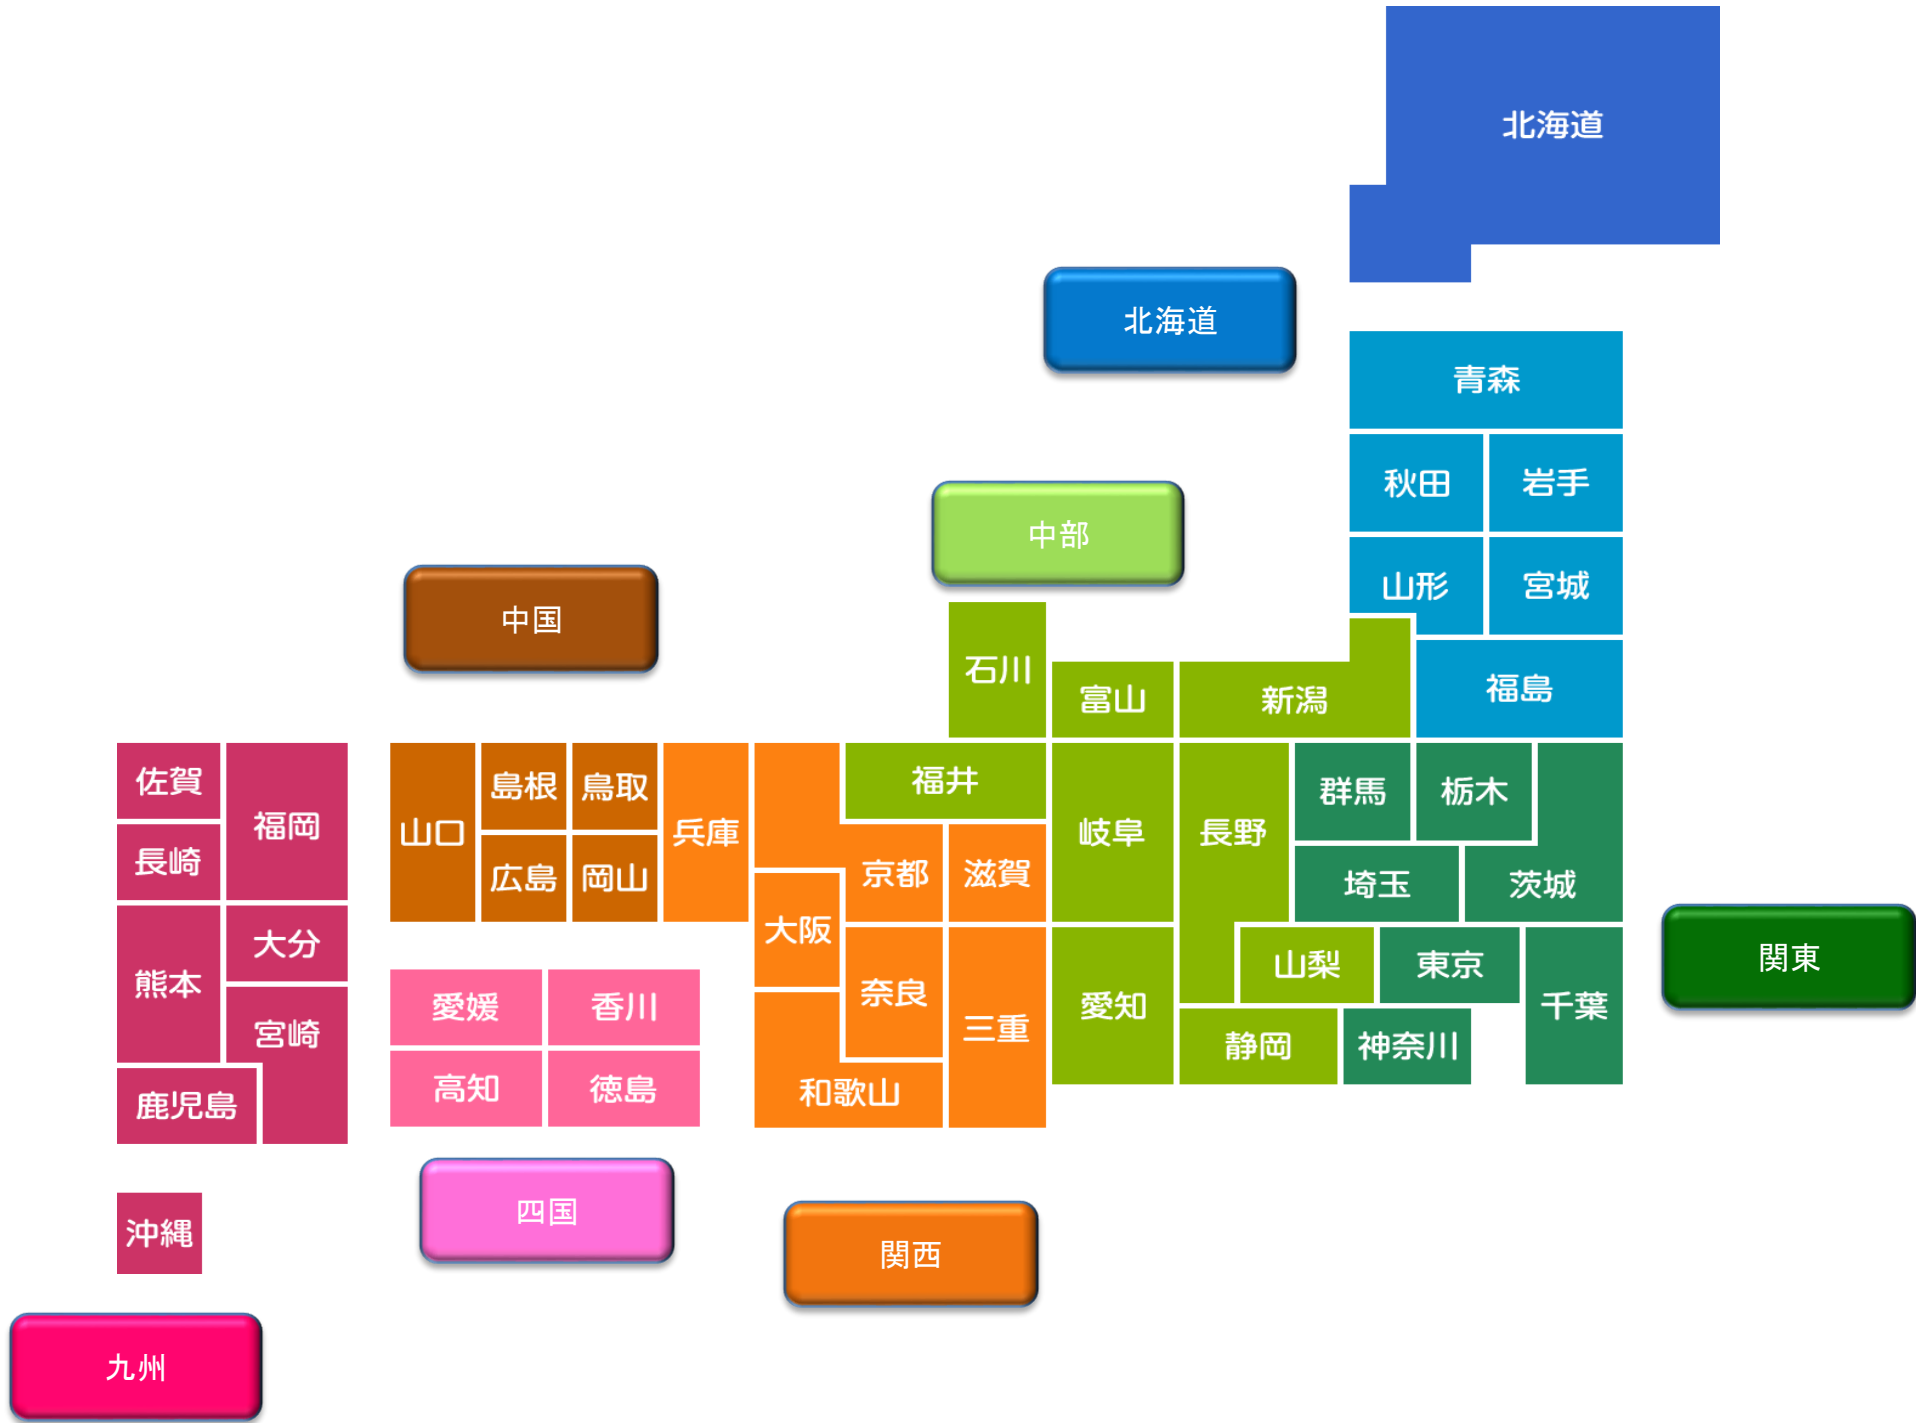 北海道
北海道
青森
秋田
岩手
中部
山形
宮城
中国
石川
富山
新潟
福島
佐賀
福岡
長崎
山口
島根
鳥取
広島
岡山
兵庫
福井
京都
滋賀
岐阜
長野
群馬
栃木
埼玉
茨城
熊本
大分
宮崎
鹿児島
愛媛
香川
高知
徳島
大阪
奈良
三重
和歌山
愛知
山梨
静岡
東京
神奈川
千葉
関東
沖縄
四国
関西
九州